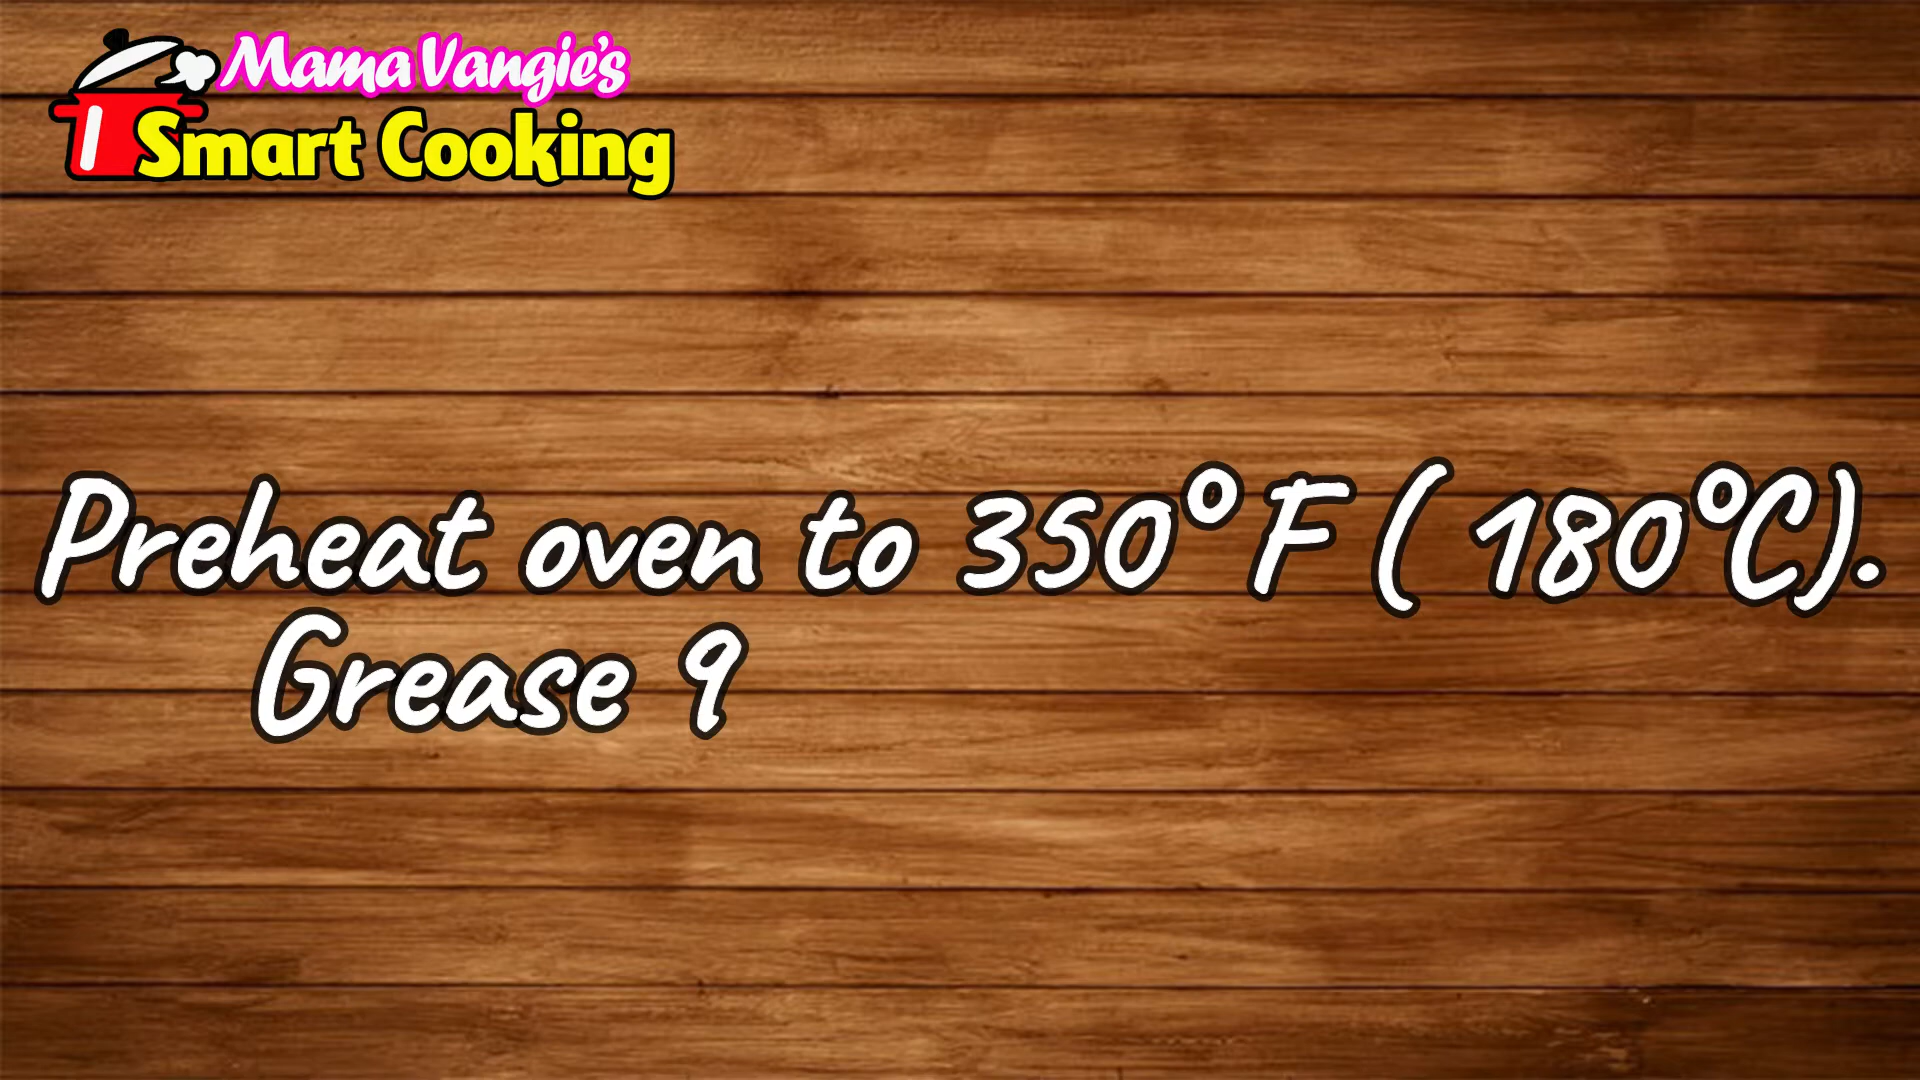 Mama Vangie's
Smart Cooking
Preheat oven to 350°F ( 180°C).
Grease 9